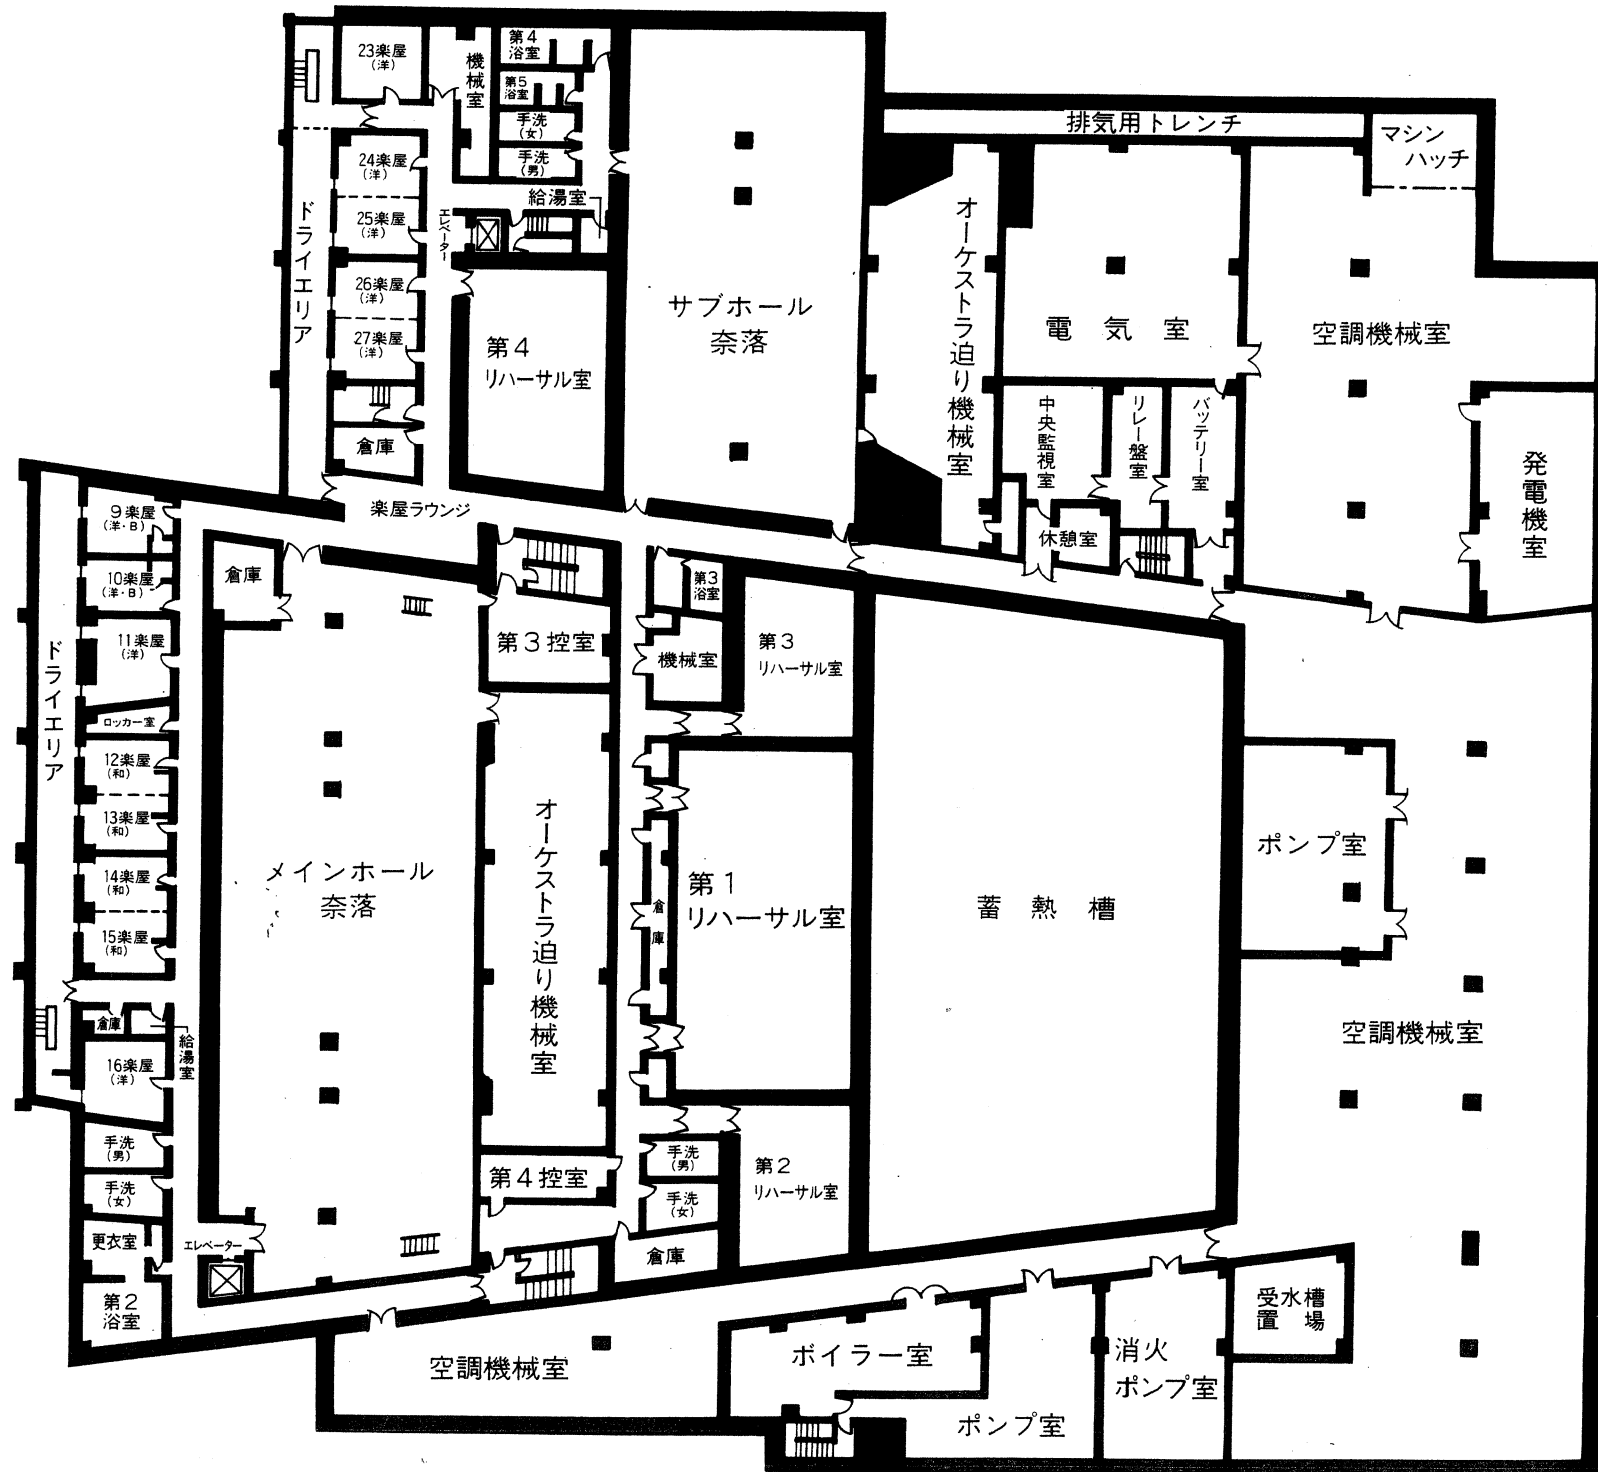 23楽屋
(洋)
機械室
第4
浴室
第5
浴室
手洗
(女)
手洗
(男)
給湯室
エレベーター
24楽屋
(洋)
25楽屋
(洋)
26楽屋
(洋)
27楽屋
(洋)
倉庫
ドライエリア
第4
リハーサル室
サブホール
奈落
排気用トレンチ
マシン
ハッチ
オーケストラ迫り機械室
電気室
空調機械室
中央監視室
リレー盤室
バッテリー室
休憩室
発電機室
楽屋ラウンジ
9楽屋
(洋・B)
10楽屋
(洋・B)
11楽屋
(洋)
ロッカー室
12楽屋
(和)
13楽屋
(和)
14楽屋
(和)
15楽屋
(和)
ドライエリア
倉庫
給湯室
16楽屋
(洋)
手洗
(男)
手洗
(女)
更衣室
第2
浴室
エレベーター
倉庫
メインホール
奈落
第3控室
オーケストラ迫り機械室
第4控室
第3
浴室
機械室
第3
リハーサル室
倉庫
第1
リハーサル室
手洗
(男)
手洗
(女)
第2
リハーサル室
倉庫
蓄熱槽
ポンプ室
空調機械室
受水槽
置場
空調機械室
ボイラー室
ポンプ室
消火
ポンプ室